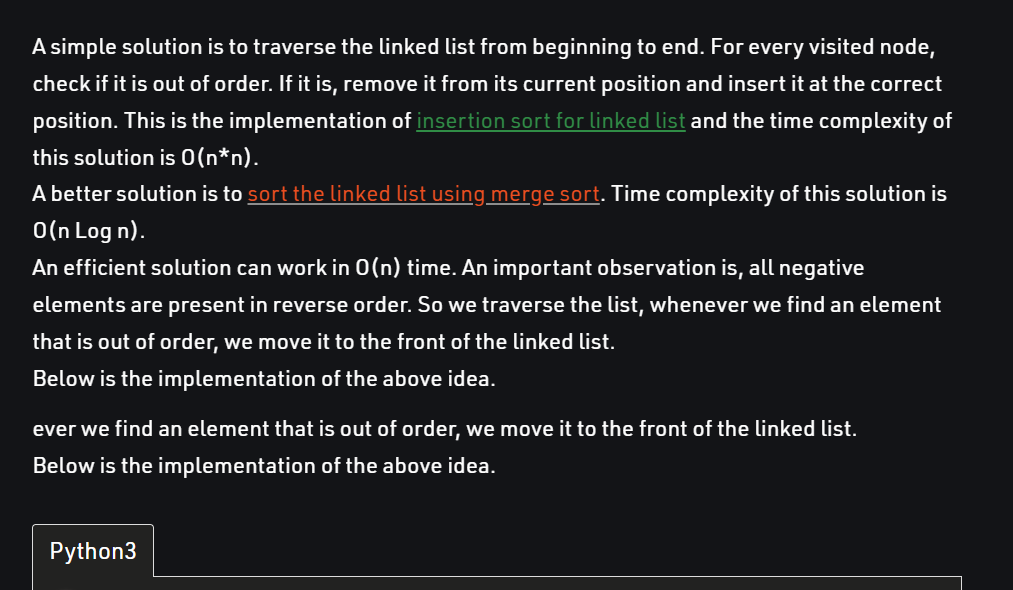 A simple solution is to traverse the linked list from beginning to end. For every visited node,
check if it is out of order. If it is, remove it from its current position and insert it at the correct
position. This is the implementation of insertion sort for linked list and the time complexity of
this solution is O(n*n).
A better solution is to sort the linked list using merge sort. Time complexity of this solution is
O(n Log n).
An efficient solution can work in O(n) time. An important observation is, all negative
elements are present in reverse order. So we traverse the list, whenever we find an element
that is out of order, we move it to the front of the linked list.
Below is the implementation of the above idea.
ever we find an element that is out of order, we move it to the front of the linked list.
Below is the implementation of the above idea.
Python3